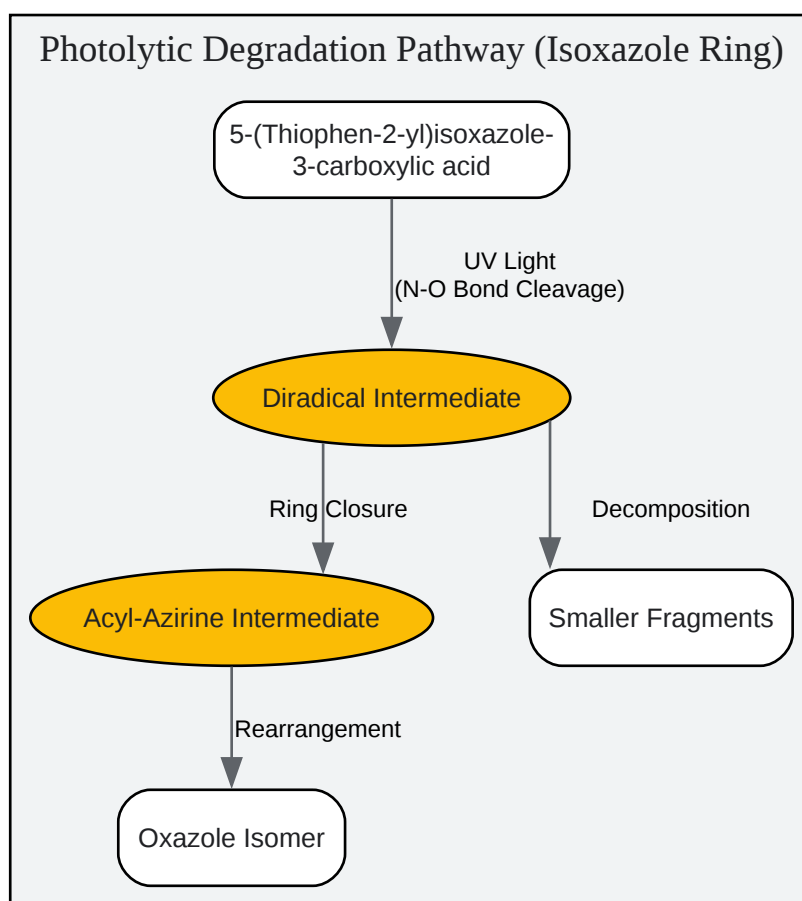 Photolytic Degradation Pathway (Isoxazole Ring)
5-(Thiophen-2-yl)isoxazole-
3-carboxylic acid
UV Light
(N-O Bond Cleavage)
Diradical Intermediate
Ring Closure
Decomposition
Acyl-Azirine Intermediate
Smaller Fragments
Rearrangement
Oxazole Isomer